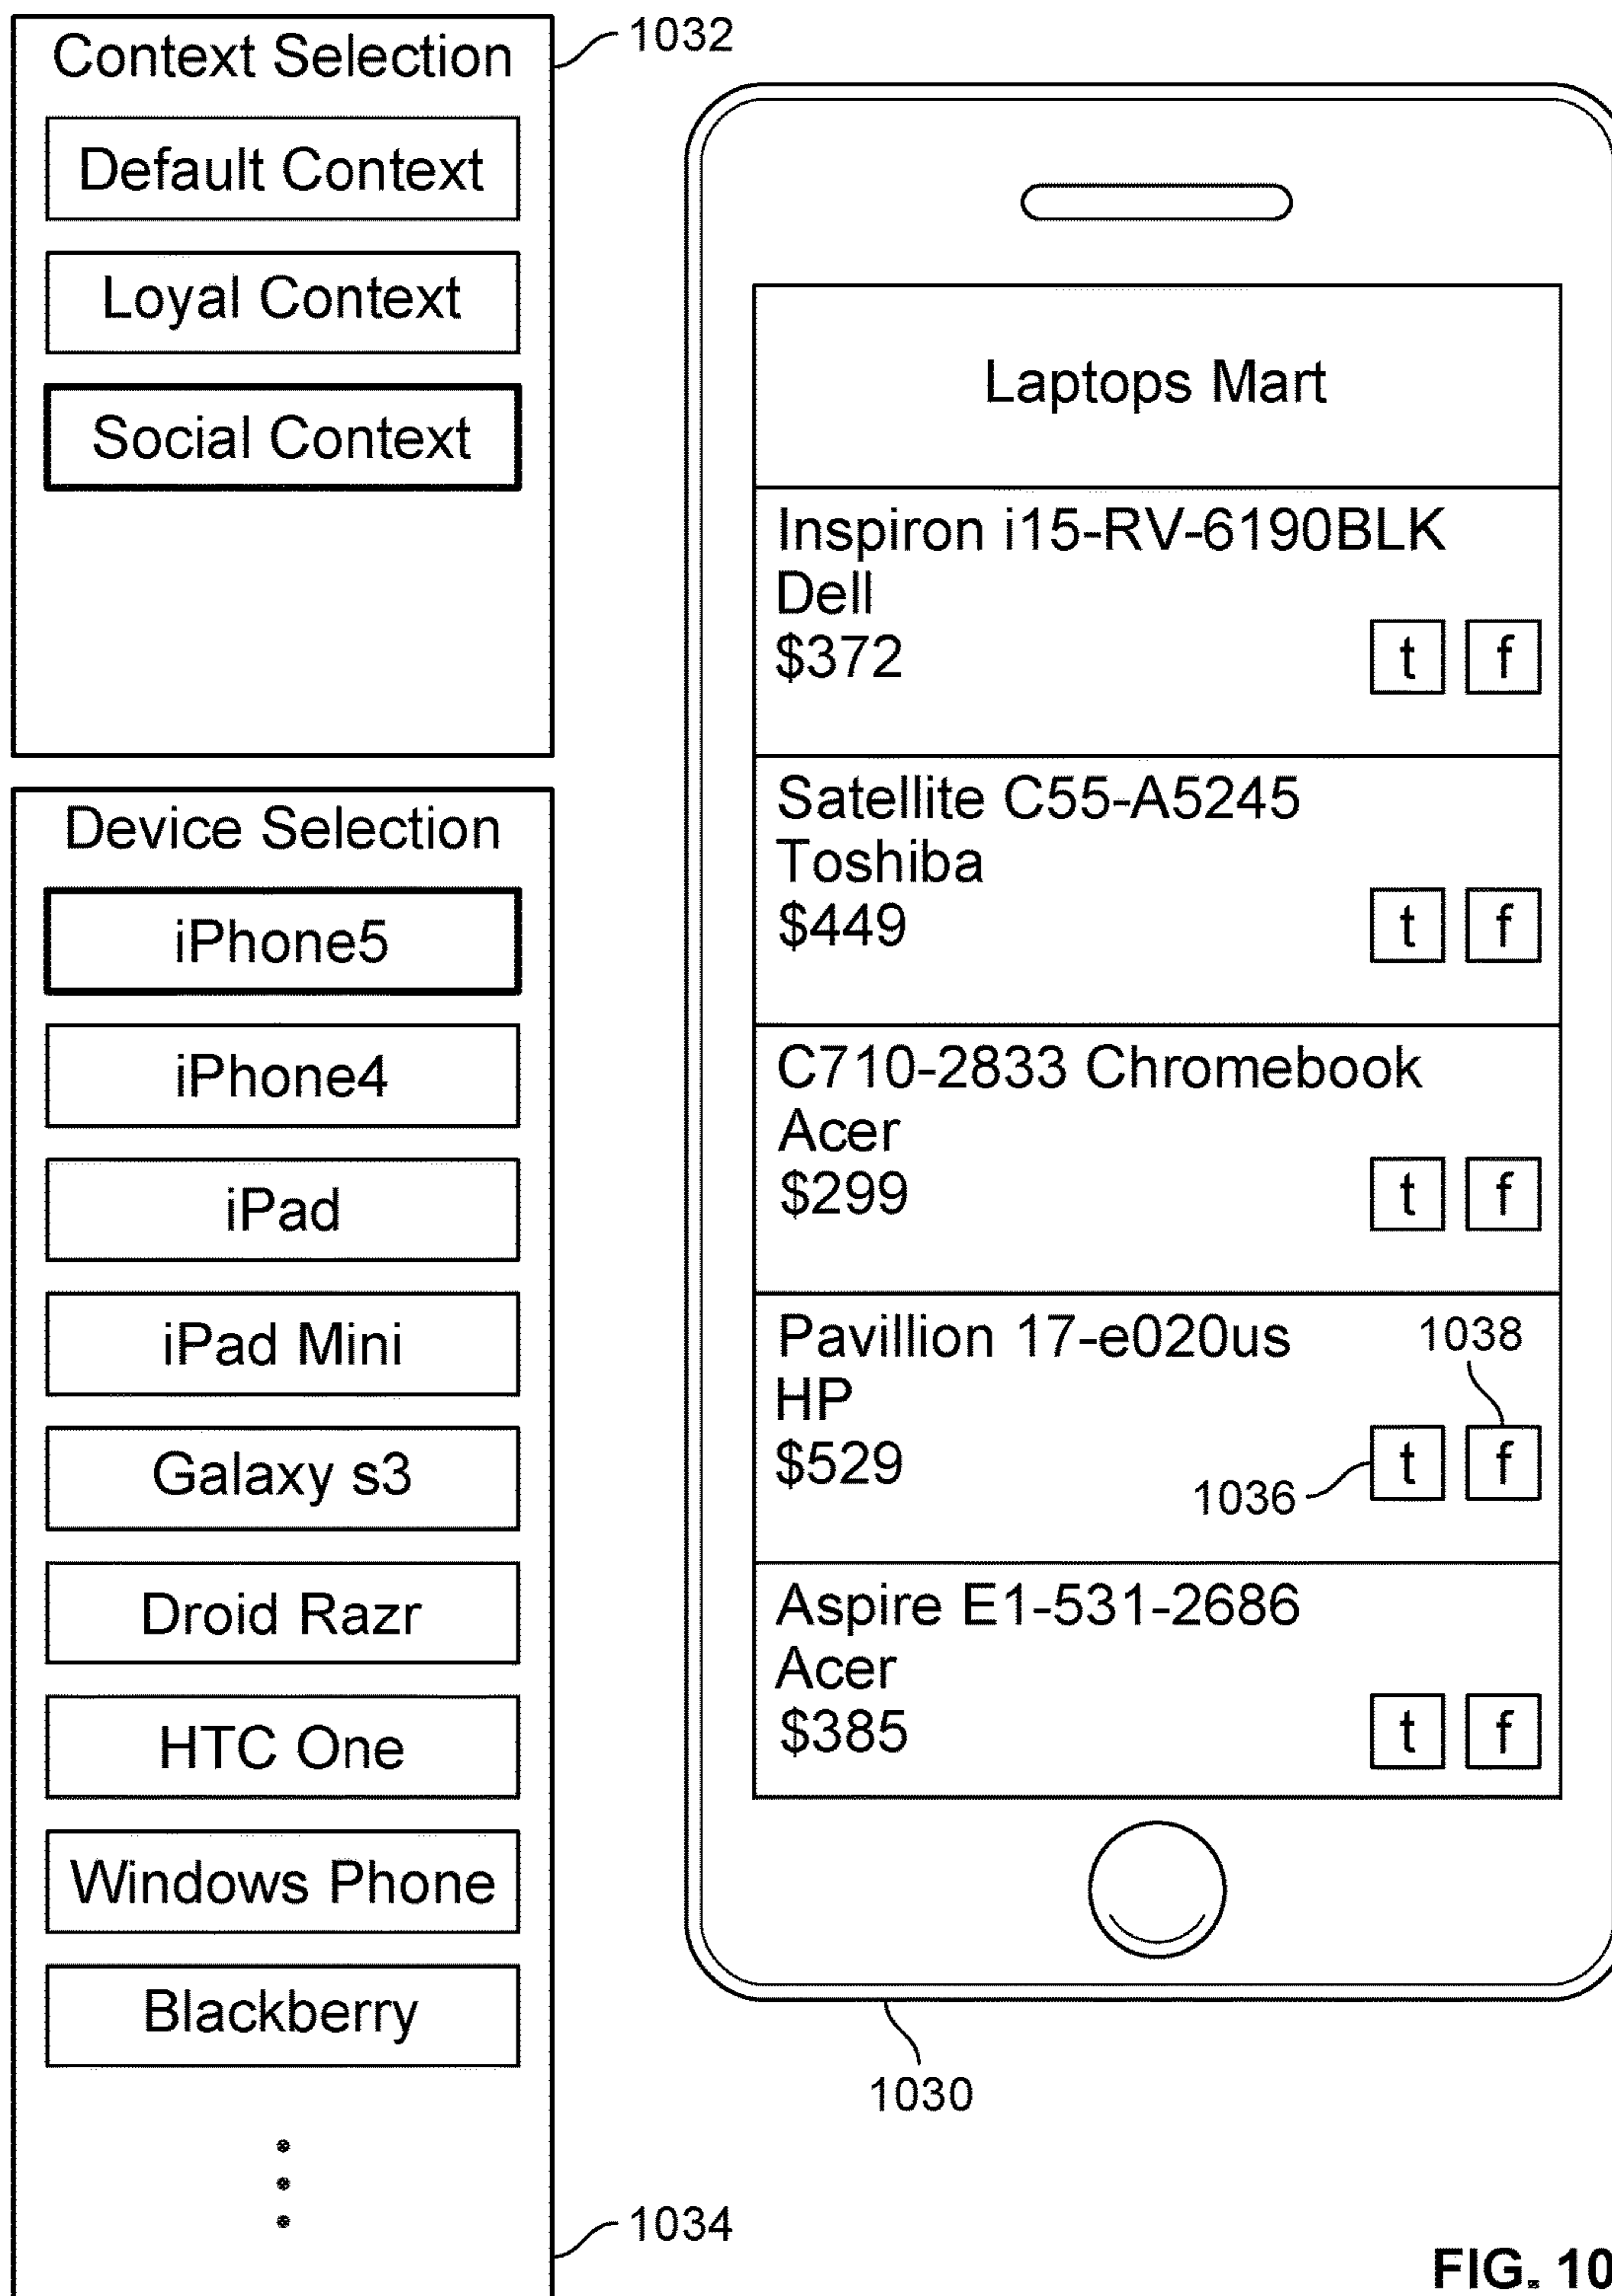 Context Selection
1032
Default Context
Loyal Context
Social Context
Device Selection
iPhone5
iPhone4
iPad
iPad Mini
Galaxy s3
Droid Razr
HTC One
Windows Phone
Blackberry
1034
Laptops Mart
Inspiron i15-RV-6190BLK
Dell
$372
t f
Satellite C55-A5245
Toshiba
$449
t f
C710-2833 Chromebook
Acer
$299
t f
Pavillion 17-e020us
1038
HP
$529
t f
1036
Aspire E1-531-2686
Acer
$385
t f
1030
FIG. 10